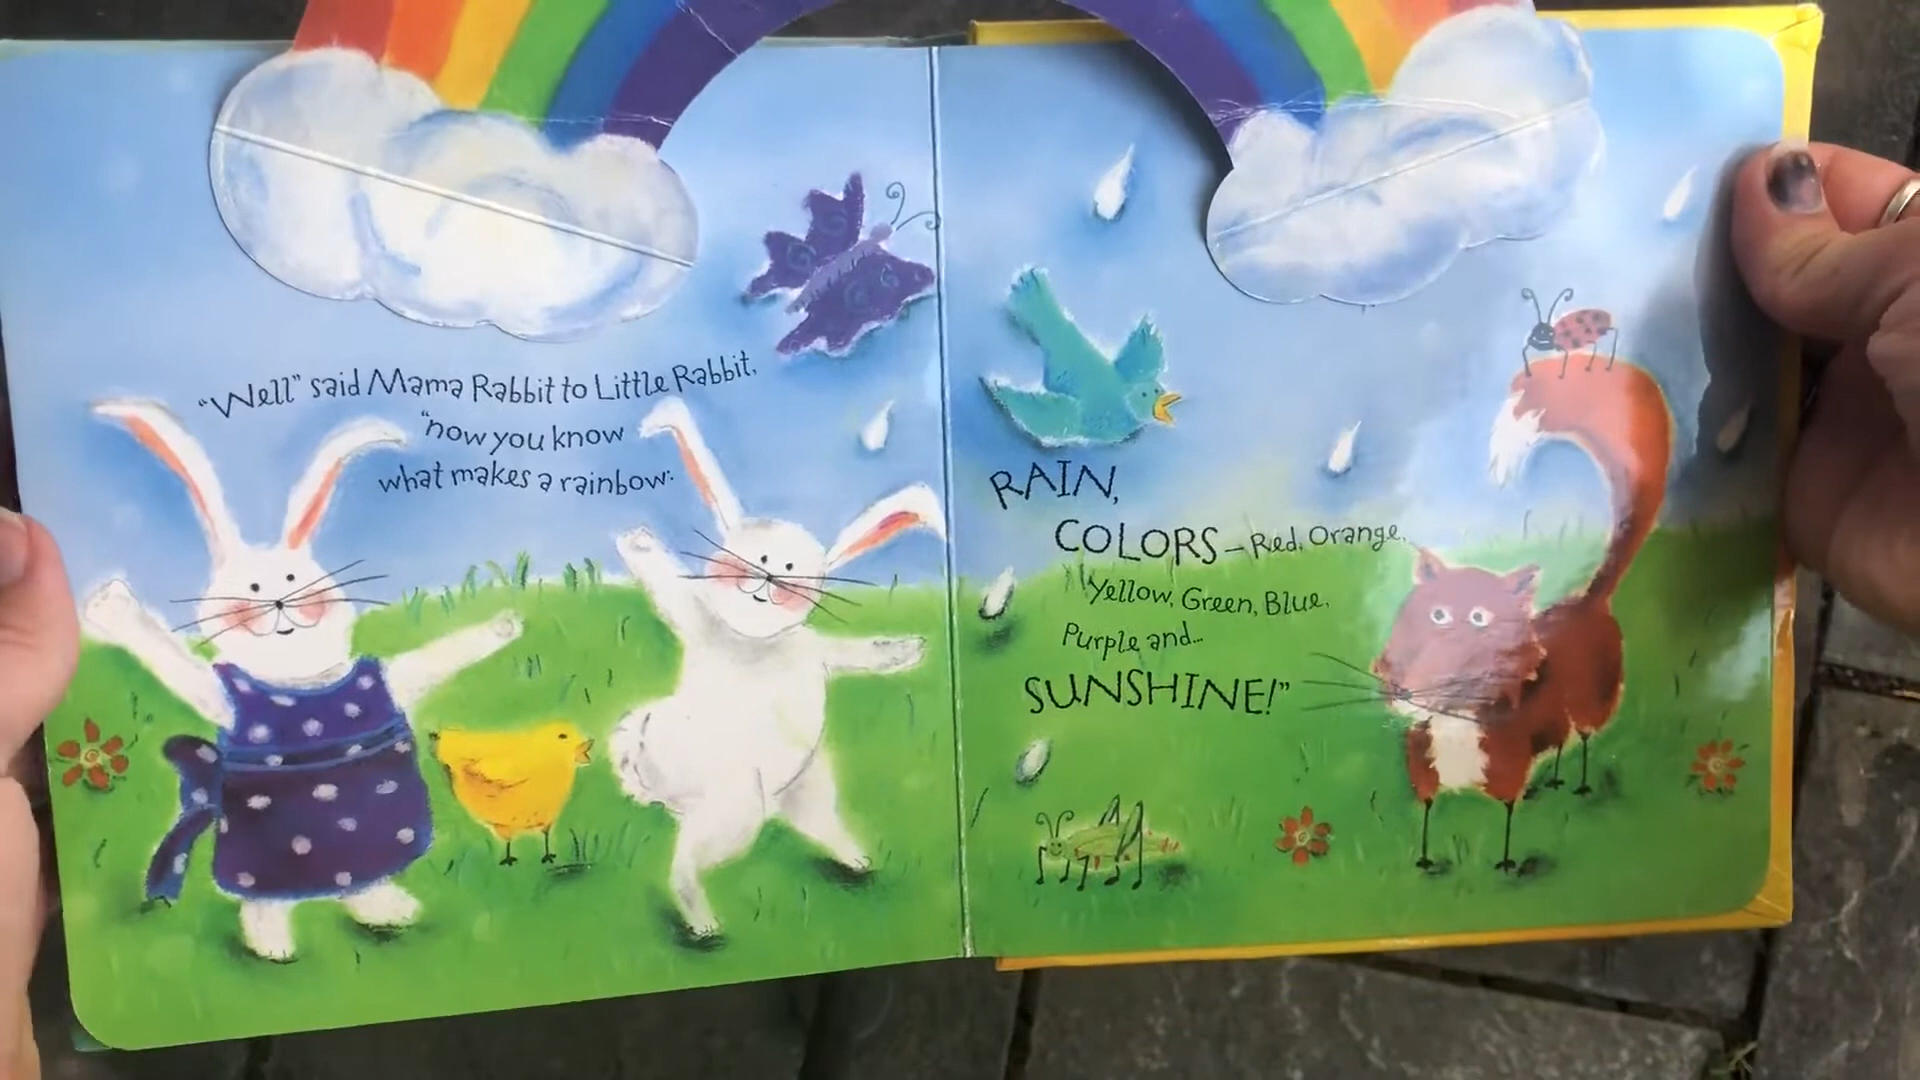 “Well” said Mama Rabbit to Little Rabbit,
“now you know
what makes a rainbow:
RAIN,
COLORS – Red, Orange,
Yellow, Green, Blue,
Purple and...
SUNSHINE!”